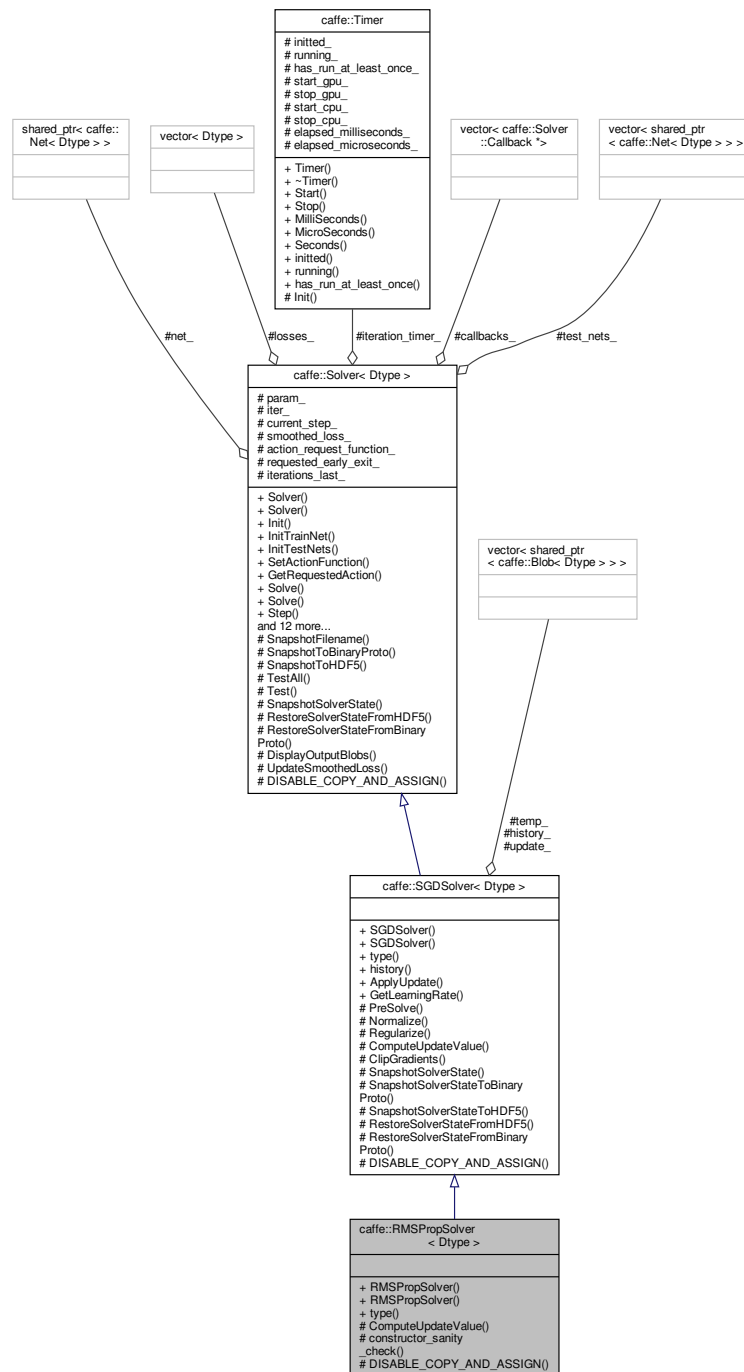 caffe::Timer
# initted_
# running_
# has_run_at_least_once_
# start_gpu_
# stop_gpu_
# start_cpu_
# stop_cpu_
# elapsed_milliseconds_
# elapsed_microseconds_
+ Timer()
+ ~Timer()
+ Start()
+ Stop()
+ MilliSeconds()
+ MicroSeconds()
+ Seconds()
+ initted()
+ running()
+ has_run_at_least_once()
# Init()
shared_ptr< caffe::
Net< Dtype > >
vector< Dtype >
vector< caffe::Solver
::Callback *>
vector< shared_ptr
< caffe::Net< Dtype > > >
#net_
#losses_
#iteration_timer_
#callbacks_
#test_nets_
caffe::Solver< Dtype >
# param_
# iter_
# current_step_
# smoothed_loss_
# action_request_function_
# requested_early_exit_
# iterations_last_
+ Solver()
+ Solver()
+ Init()
+ InitTrainNet()
+ InitTestNets()
+ SetActionFunction()
+ GetRequestedAction()
+ Solve()
+ Solve()
+ Step()
and 12 more...
# SnapshotFilename()
# SnapshotToBinaryProto()
# SnapshotToHDF5()
# TestAll()
# Test()
# SnapshotSolverState()
# RestoreSolverStateFromHDF5()
# RestoreSolverStateFromBinary
Proto()
# DisplayOutputBlobs()
# UpdateSmoothedLoss()
# DISABLE_COPY_AND_ASSIGN()
vector< shared_ptr
< caffe::Blob< Dtype > > >
#temp_
#history_
#update_
caffe::SGDSolver< Dtype >
+ SGDSolver()
+ SGDSolver()
+ type()
+ history()
+ ApplyUpdate()
+ GetLearningRate()
# PreSolve()
# Normalize()
# Regularize()
# ComputeUpdateValue()
# ClipGradients()
# SnapshotSolverState()
# SnapshotSolverStateToBinary
Proto()
# SnapshotSolverStateToHDF5()
# RestoreSolverStateFromHDF5()
# RestoreSolverStateFromBinary
Proto()
# DISABLE_COPY_AND_ASSIGN()
caffe::RMSPropSolver
< Dtype >
+ RMSPropSolver()
+ RMSPropSolver()
+ type()
# ComputeUpdateValue()
# constructor_sanity
_check()
# DISABLE_COPY_AND_ASSIGN()